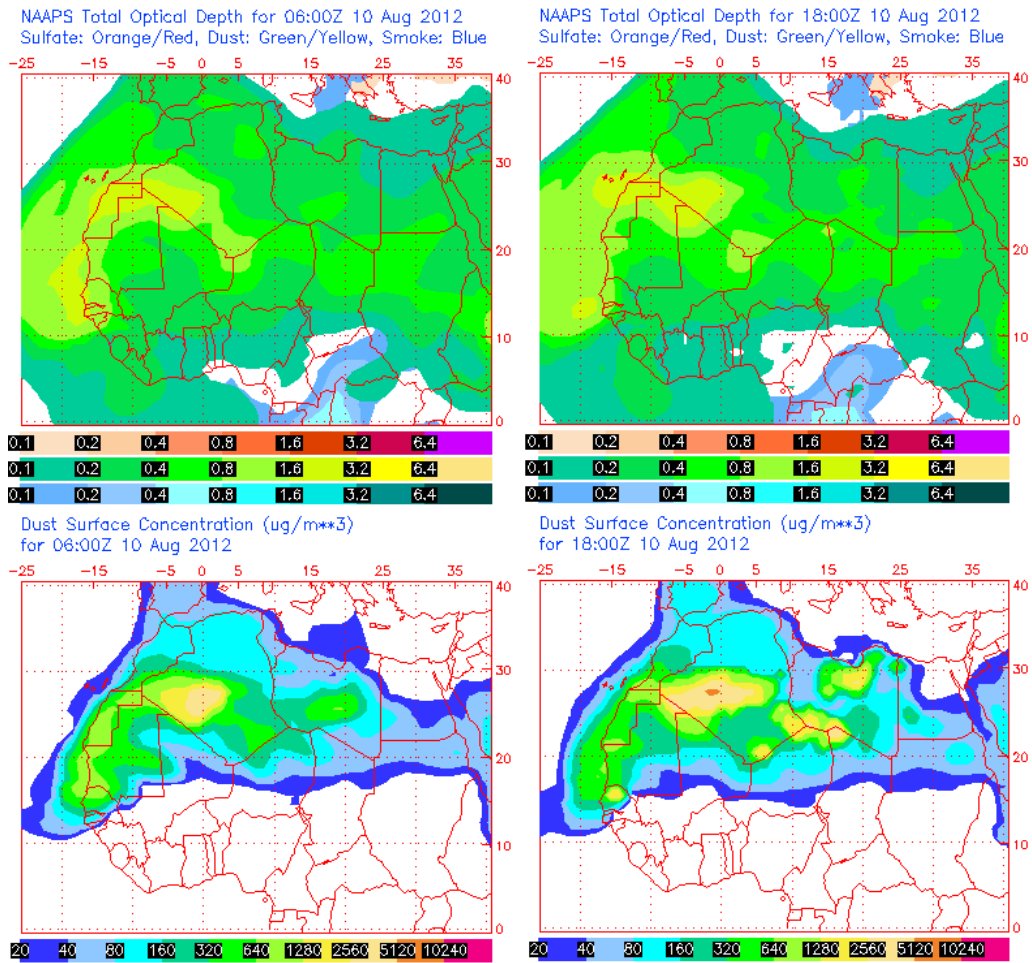 NAAPS Total Optical Depth for 06:00Z 10 Aug 2012
Sulfate: Orange/Red, Dust: Green/Yellow, Smoke: Blue
-25 -15 -5 0 5 15 25 35
40
30
20
10
0
0.1 0.2 0.4 0.8 1.6 3.2 6.4
0.1 0.2 0.4 0.8 1.6 3.2 6.4
0.1 0.2 0.4 0.8 1.6 3.2 6.4
NAAPS Total Optical Depth for 18:00Z 10 Aug 2012
Sulfate: Orange/Red, Dust: Green/Yellow, Smoke: Blue
-25 -15 -5 0 5 15 25 35
40
30
20
10
0
0.1 0.2 0.4 0.8 1.6 3.2 6.4
0.1 0.2 0.4 0.8 1.6 3.2 6.4
0.1 0.2 0.4 0.8 1.6 3.2 6.4
Dust Surface Concentration (ug/m**3)
for 06:00Z 10 Aug 2012
-25 -15 -5 0 5 15 25 35
40
30
20
10
0
20 40 80 160 320 640 1280 2560 5120 10240
Dust Surface Concentration (ug/m**3)
for 18:00Z 10 Aug 2012
-25 -15 -5 0 5 15 25 35
40
30
20
10
0
20 40 80 160 320 640 1280 2560 5120 10240